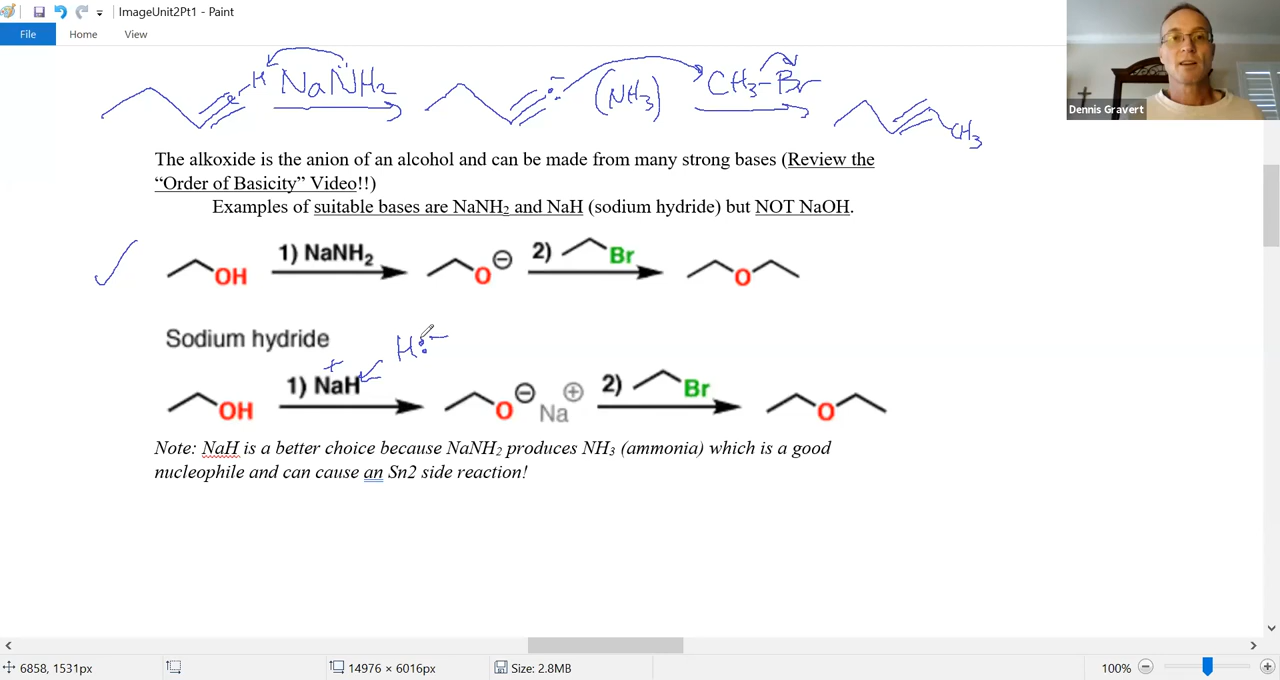 ImageUnit2Pt1 - Paint
File Home View
H NaNH2 (NH3) CH3-Br CH3
Dennis Gravert
The alkoxide is the anion of an alcohol and can be made from many strong bases (Review the
“Order of Basicity” Video!!)
Examples of suitable bases are NaNH₂ and NaH (sodium hydride) but NOT NaOH.
OH 1) NaNH₂ O ⊖ 2) Br O
Sodium hydride H:−
OH 1) NaH + O ⊖ Na ⊕ 2) Br O
Note: NaH is a better choice because NaNH₂ produces NH₃ (ammonia) which is a good
nucleophile and can cause an Sn2 side reaction!
6858, 1531px 14976 × 6016px Size: 2.8MB 100%